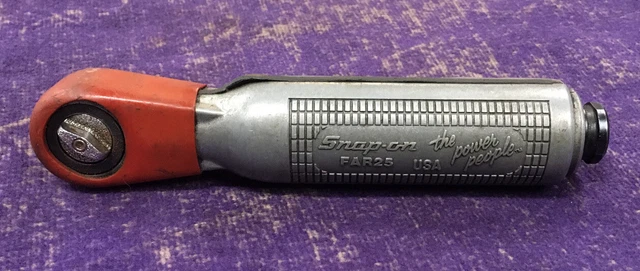 Snap-on the power people
FAR25 USA